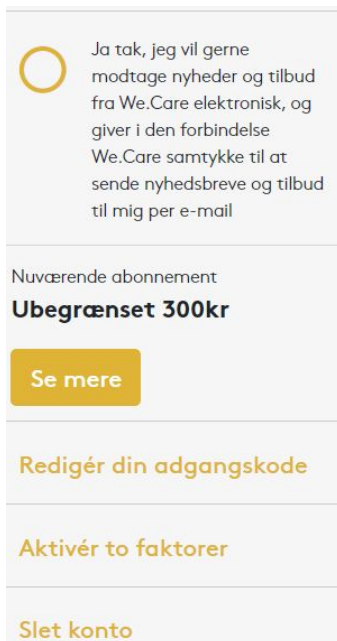 Ja tak, jeg vil gerne
modtage nyheder og tilbud
fra We.Care elektronisk, og
giver i den forbindelse
We.Care samtykke til at
sende nyhedsbreve og tilbud
til mig per e-mail
Nuværende abonnement
Ubegrænset 300kr
Se mere
Redigér din adgangskode
Aktivér to faktorer
Slet konto